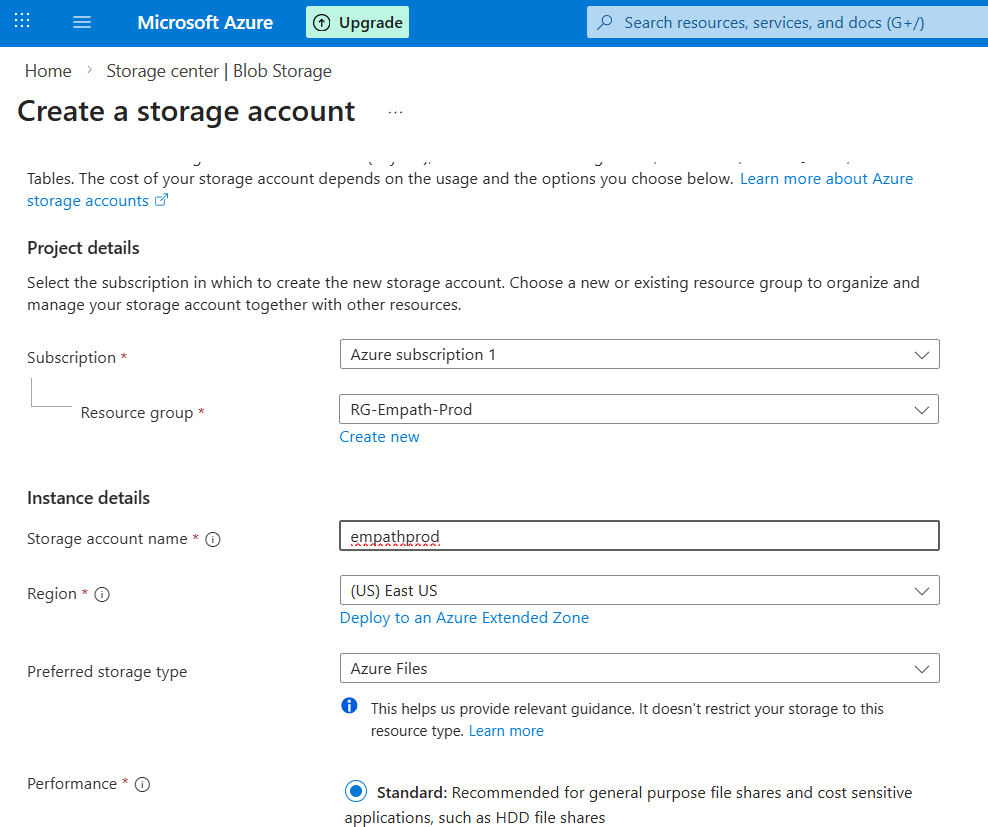 Microsoft Azure
Upgrade
Search resources, services, and docs (G+/)
Home
Storage center | Blob Storage
Create a storage account
...
Tables. The cost of your storage account depends on the usage and the options you choose below. Learn more about Azure
storage accounts
Project details
Select the subscription in which to create the new storage account. Choose a new or existing resource group to organize and
manage your storage account together with other resources.
Subscription *
Azure subscription 1
Resource group *
RG-Empath-Prod
Create new
Instance details
Storage account name *
empathprod
Region *
(US) East US
Deploy to an Azure Extended Zone
Preferred storage type
Azure Files
This helps us provide relevant guidance. It doesn't restrict your storage to this
resource type. Learn more
Performance *
Standard: Recommended for general purpose file shares and cost sensitive
applications, such as HDD file shares